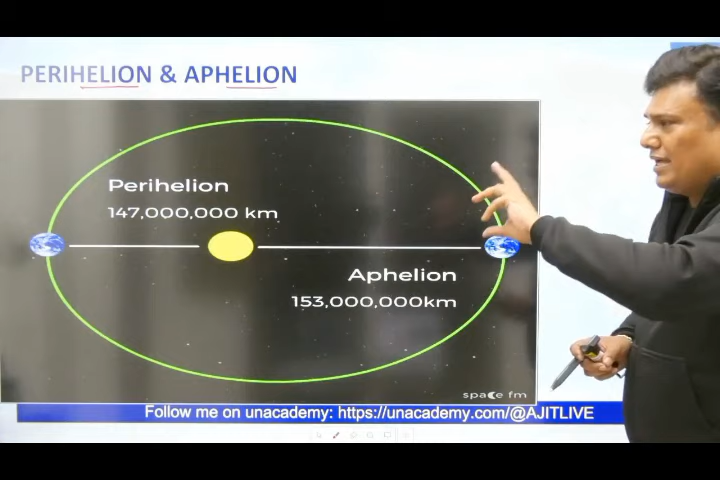 PERIHELION & APHELION
Perihelion
147,000,000 km
Aphelion
153,000,000km
space fm
Follow me on unacademy: https://unacademy.com/@AJITLIVE